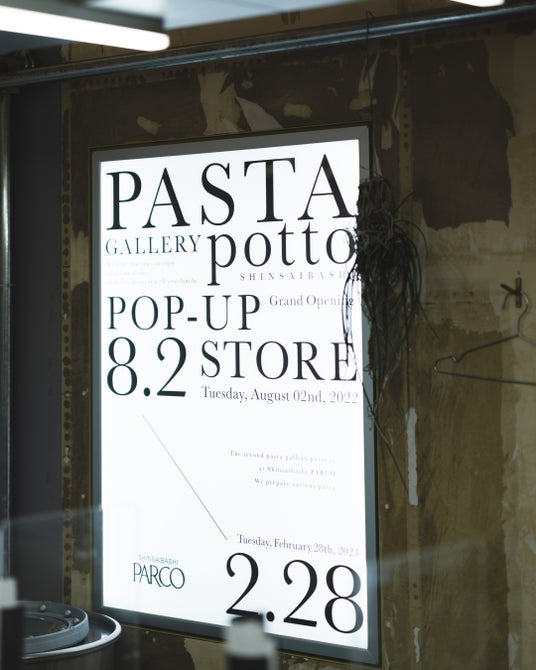 PASTA
GALLERY potto
SHINSAIBASHI
POP-UP Grand Opening
8.2 STORE
Tuesday, August 02nd, 2022
The second pasta gallery potto is
at Shinsaibashi PARCO
We prepare various pasta
Tuesday, February 28th, 2023
2.28
SHINSAIBASHI
PARCO